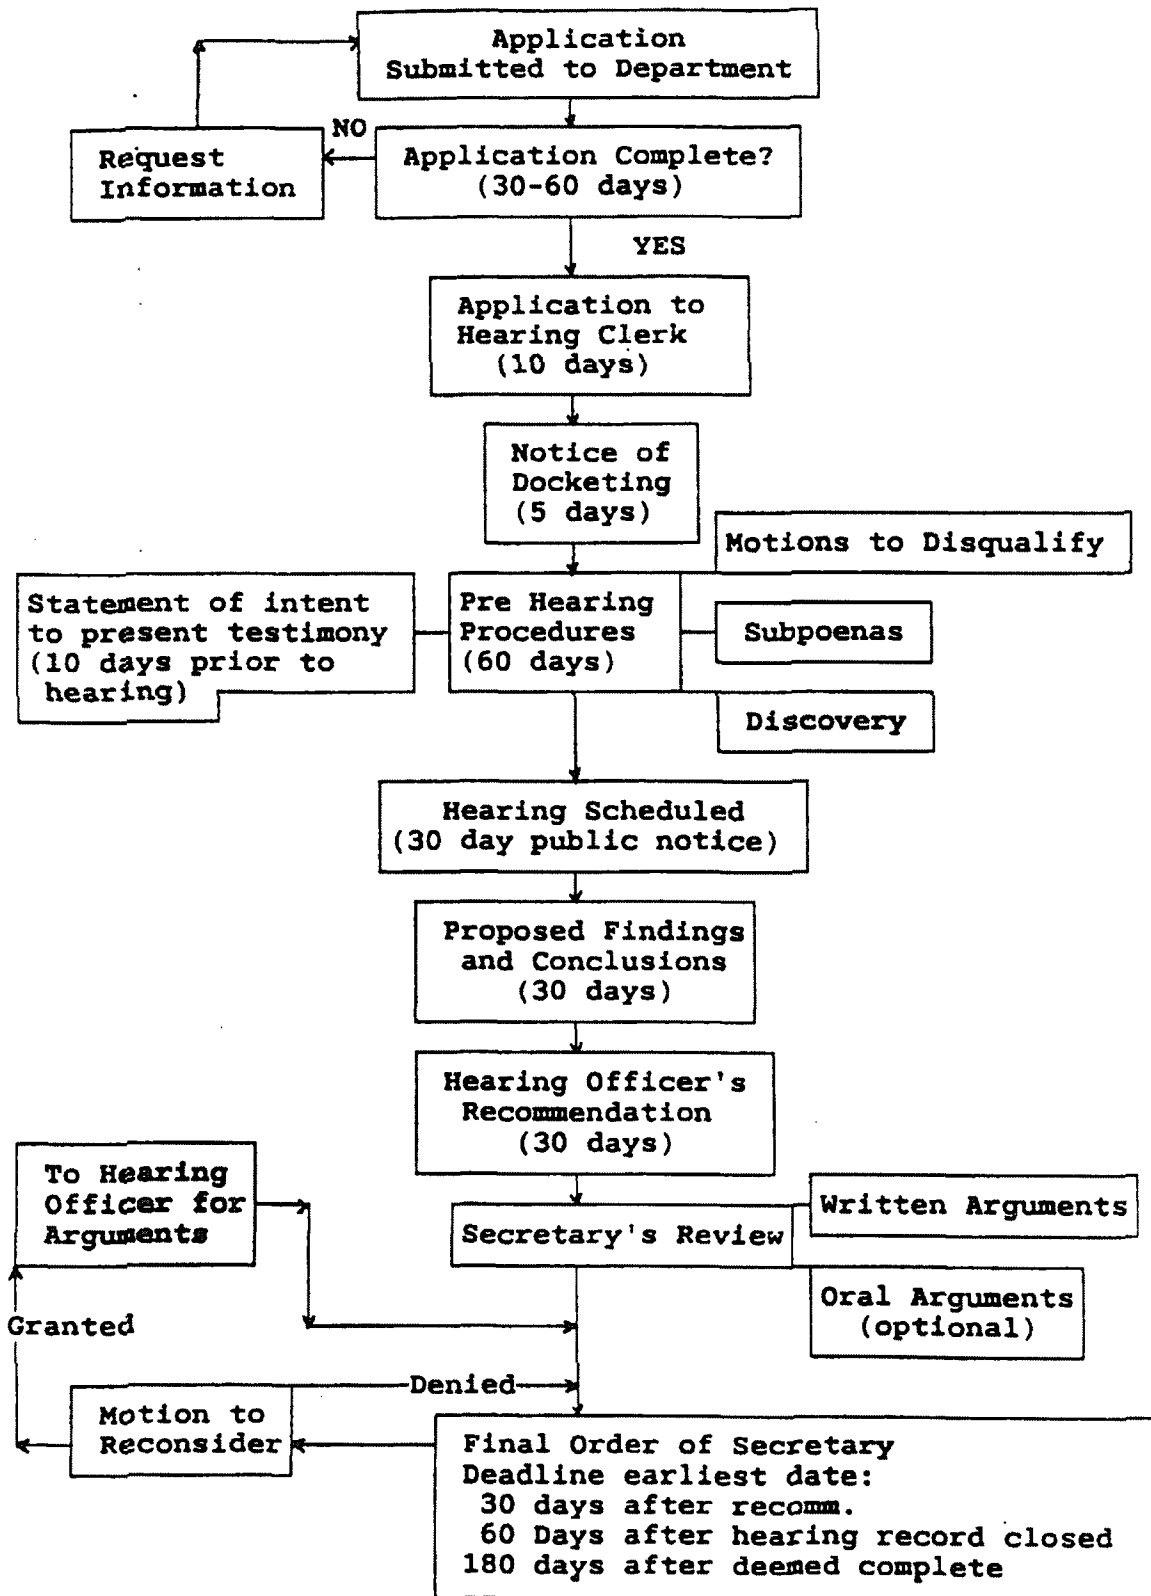 Application
Submitted to Department
NO
Request
Information
Application Complete?
(30-60 days)
YES
Application to
Hearing Clerk
(10 days)
Notice of
Docketing
(5 days)
Motions to Disqualify
Statement of intent
to present testimony
(10 days prior to
hearing)
Pre Hearing
Procedures
(60 days)
Subpoenas
Discovery
Hearing Scheduled
(30 day public notice)
Proposed Findings
and Conclusions
(30 days)
Hearing Officer's
Recommendation
(30 days)
To Hearing
Officer for
Arguments
Secretary's Review
Written Arguments
Oral Arguments
(optional)
Granted
Denied
Motion to
Reconsider
Final Order of Secretary
Deadline earliest date:
30 days after recomm.
60 Days after hearing record closed
180 days after deemed complete